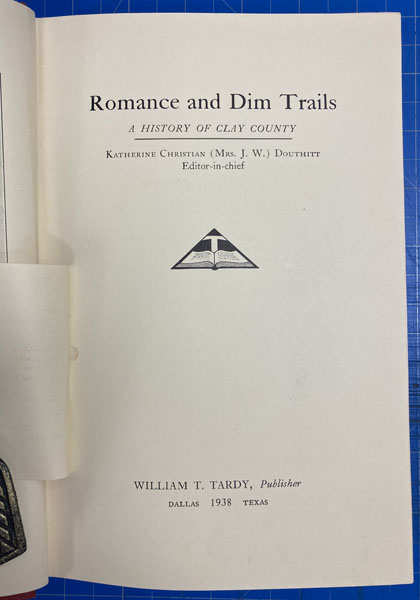 Romance and Dim Trails
A HISTORY OF CLAY COUNTY
KATHERINE CHRISTIAN (MRS. J. W.) DOUTHITT
Editor-in-chief
T
WILLIAM T. TARDY, Publisher
DALLAS 1938 TEXAS